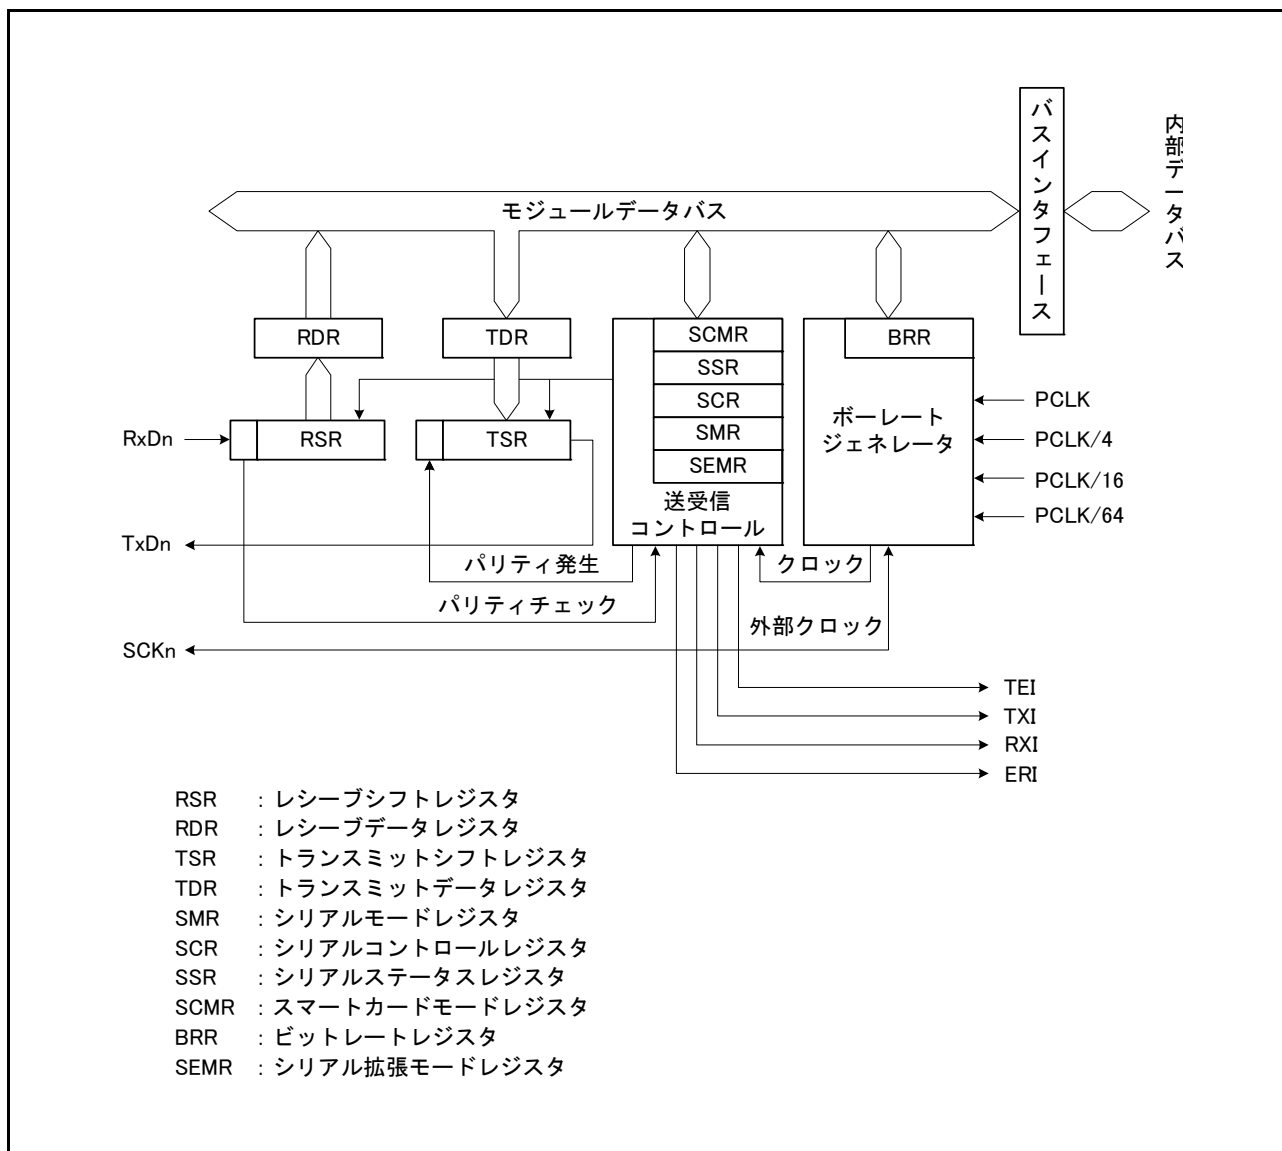 バスインタフェース
内部データバス
モジュールデータバス
RDR
TDR
SCMR
SSR
SCR
SMR
SEMR
送受信
コントロール
BRR
ボーレート
ジェネレータ
PCLK
PCLK/4
PCLK/16
PCLK/64
RxDn
RSR
TSR
TxDn
パリティ発生
クロック
パリティチェック
外部クロック
SCKn
TEI
TXI
RXI
ERI
RSR : レシーブシフトレジスタ
RDR : レシーブデータレジスタ
TSR : トランスミットシフトレジスタ
TDR : トランスミットデータレジスタ
SMR : シリアルモードレジスタ
SCR : シリアルコントロールレジスタ
SSR : シリアルステータスレジスタ
SCMR : スマートカードモードレジスタ
BRR : ビットレートレジスタ
SEMR : シリアル拡張モードレジスタ